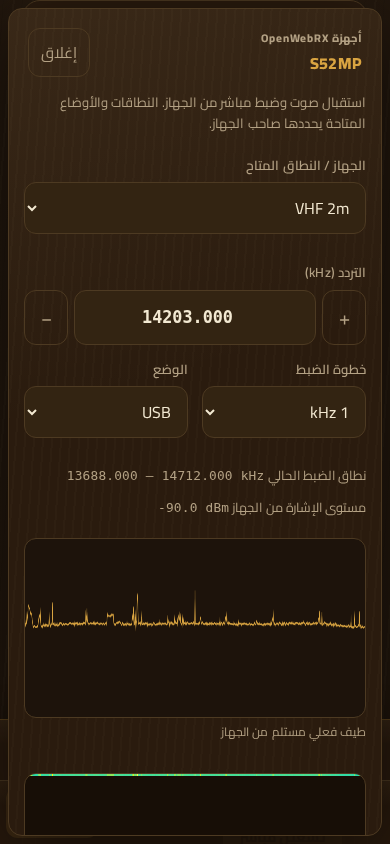 أجهزة OpenWebRX
إغلاق
S52MP
استقبال صوت وضبط مباشر من الجهاز. النطاقات والأوضاع
المتاحة يحددها صاحب الجهاز.
الجهاز / النطاق المتاح
VHF 2m
التردد (kHz)
+
14203.000
−
خطوة الضبط
الوضع
1 kHz
USB
نطاق الضبط الحالي 13688.000 – 14712.000 kHz
مستوى الإشارة من الجهاز -90.0 dBm
طيف فعلي مستلم من الجهاز